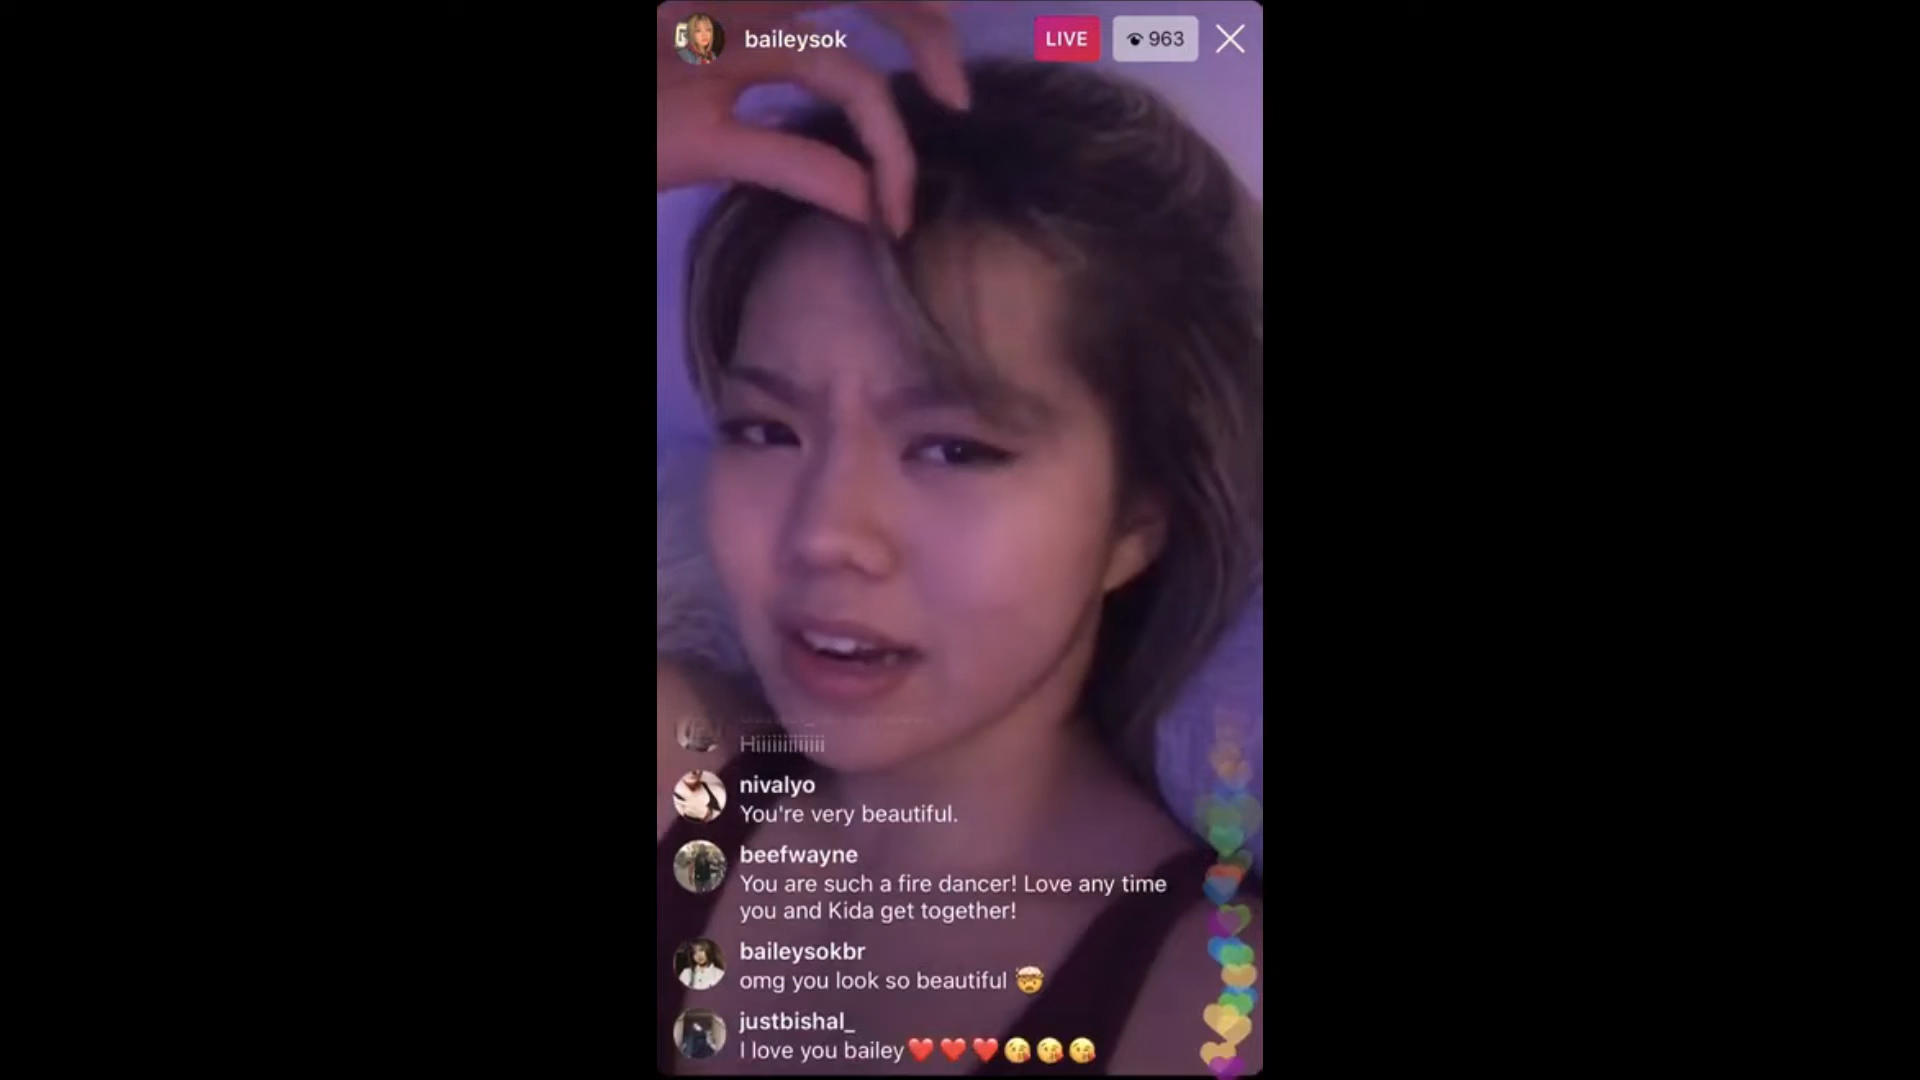 baileysok
LIVE
963
Hiiiiiiiiiiiii
nivalyo
You're very beautiful.
beefwayne
You are such a fire dancer! Love any time
you and Kida get together!
baileysokbr
omg you look so beautiful 🤯
justbishal_
I love you bailey❤️❤️❤️😘😘😘